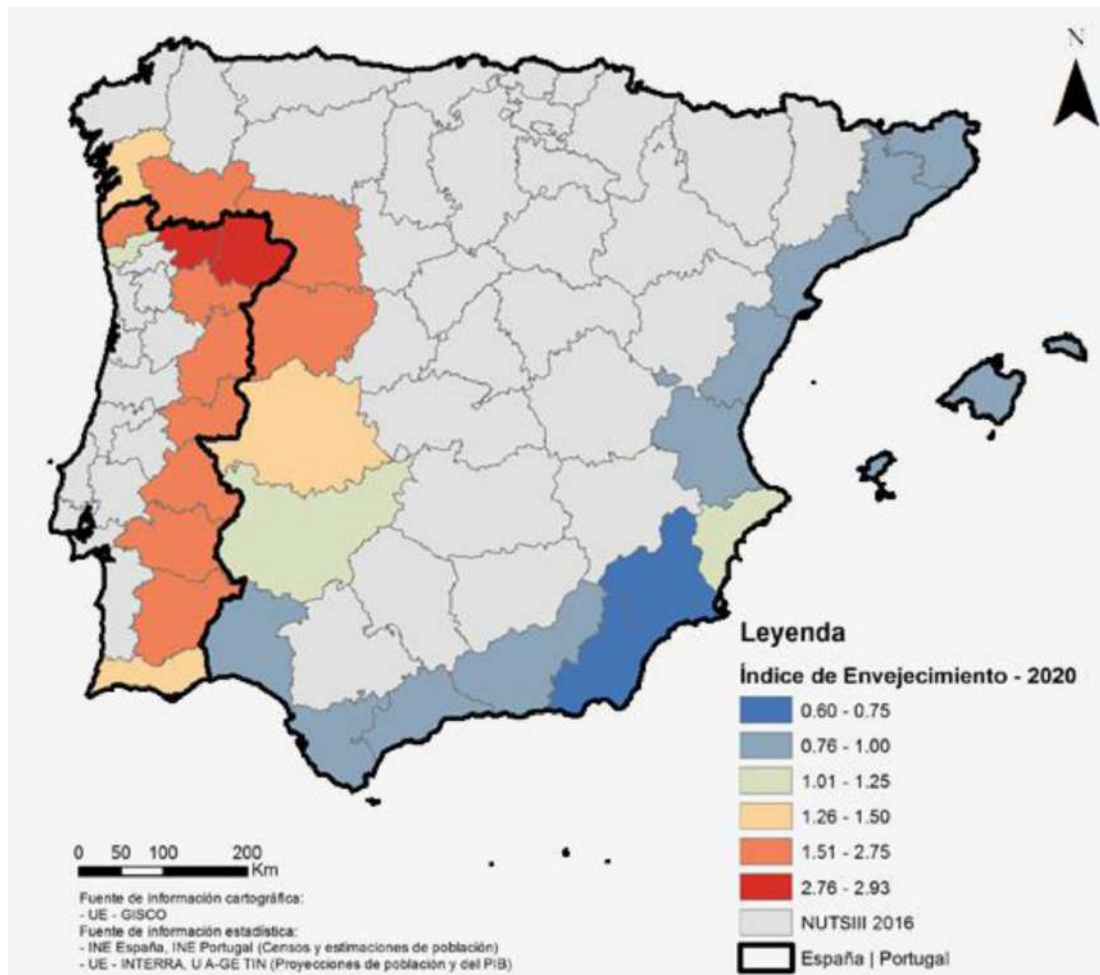 N
Leyenda
Índice de Envejecimiento - 2020
0.60 - 0.75
0.76 - 1.00
1.01 - 1.25
1.26 - 1.50
1.51 - 2.75
2.76 - 2.93
NUTSIII 2016
España | Portugal
0 50 100 200
Km
Fuente de información cartográfica:
- UE - GISCO
Fuente de información estadística:
- INE España, INE Portugal (Censos y estimaciones de población)
- UE - INTERRA, U A-GE TIN (Proyecciones de población y del PIB)